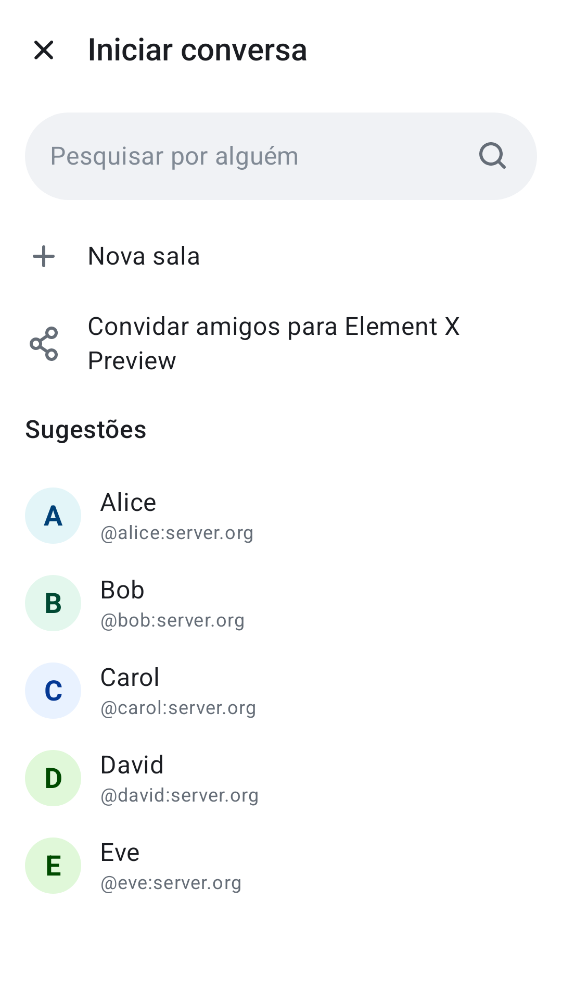 Iniciar conversa
Pesquisar por alguém
Nova sala
Convidar amigos para Element X
Preview
Sugestões
A
Alice
@alice:server.org
B
Bob
@bob:server.org
C
Carol
@carol:server.org
D
David
@david:server.org
E
Eve
@eve:server.org